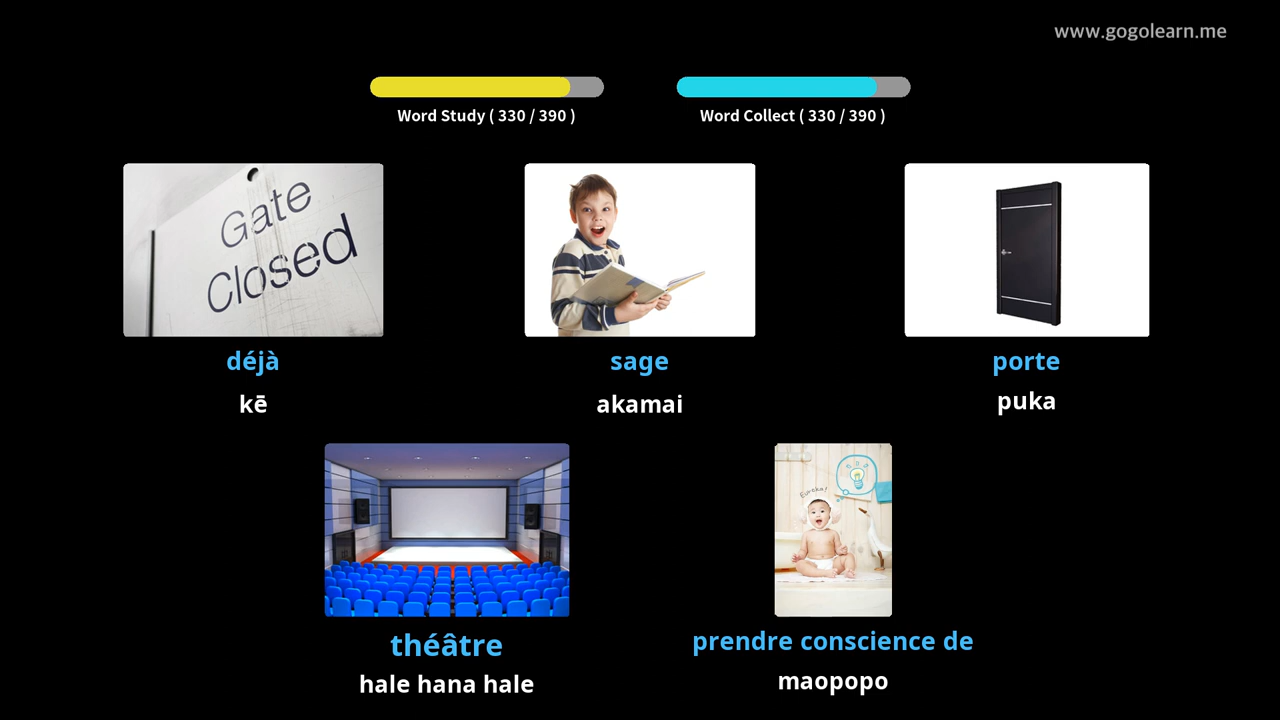 www.gogolearn.me
Word Study ( 330 / 390 )
Word Collect ( 330 / 390 )
Gate
Closed
déjà
kē
sage
akamai
porte
puka
Eureka!
théâtre
hale hana hale
prendre conscience de
maopopo